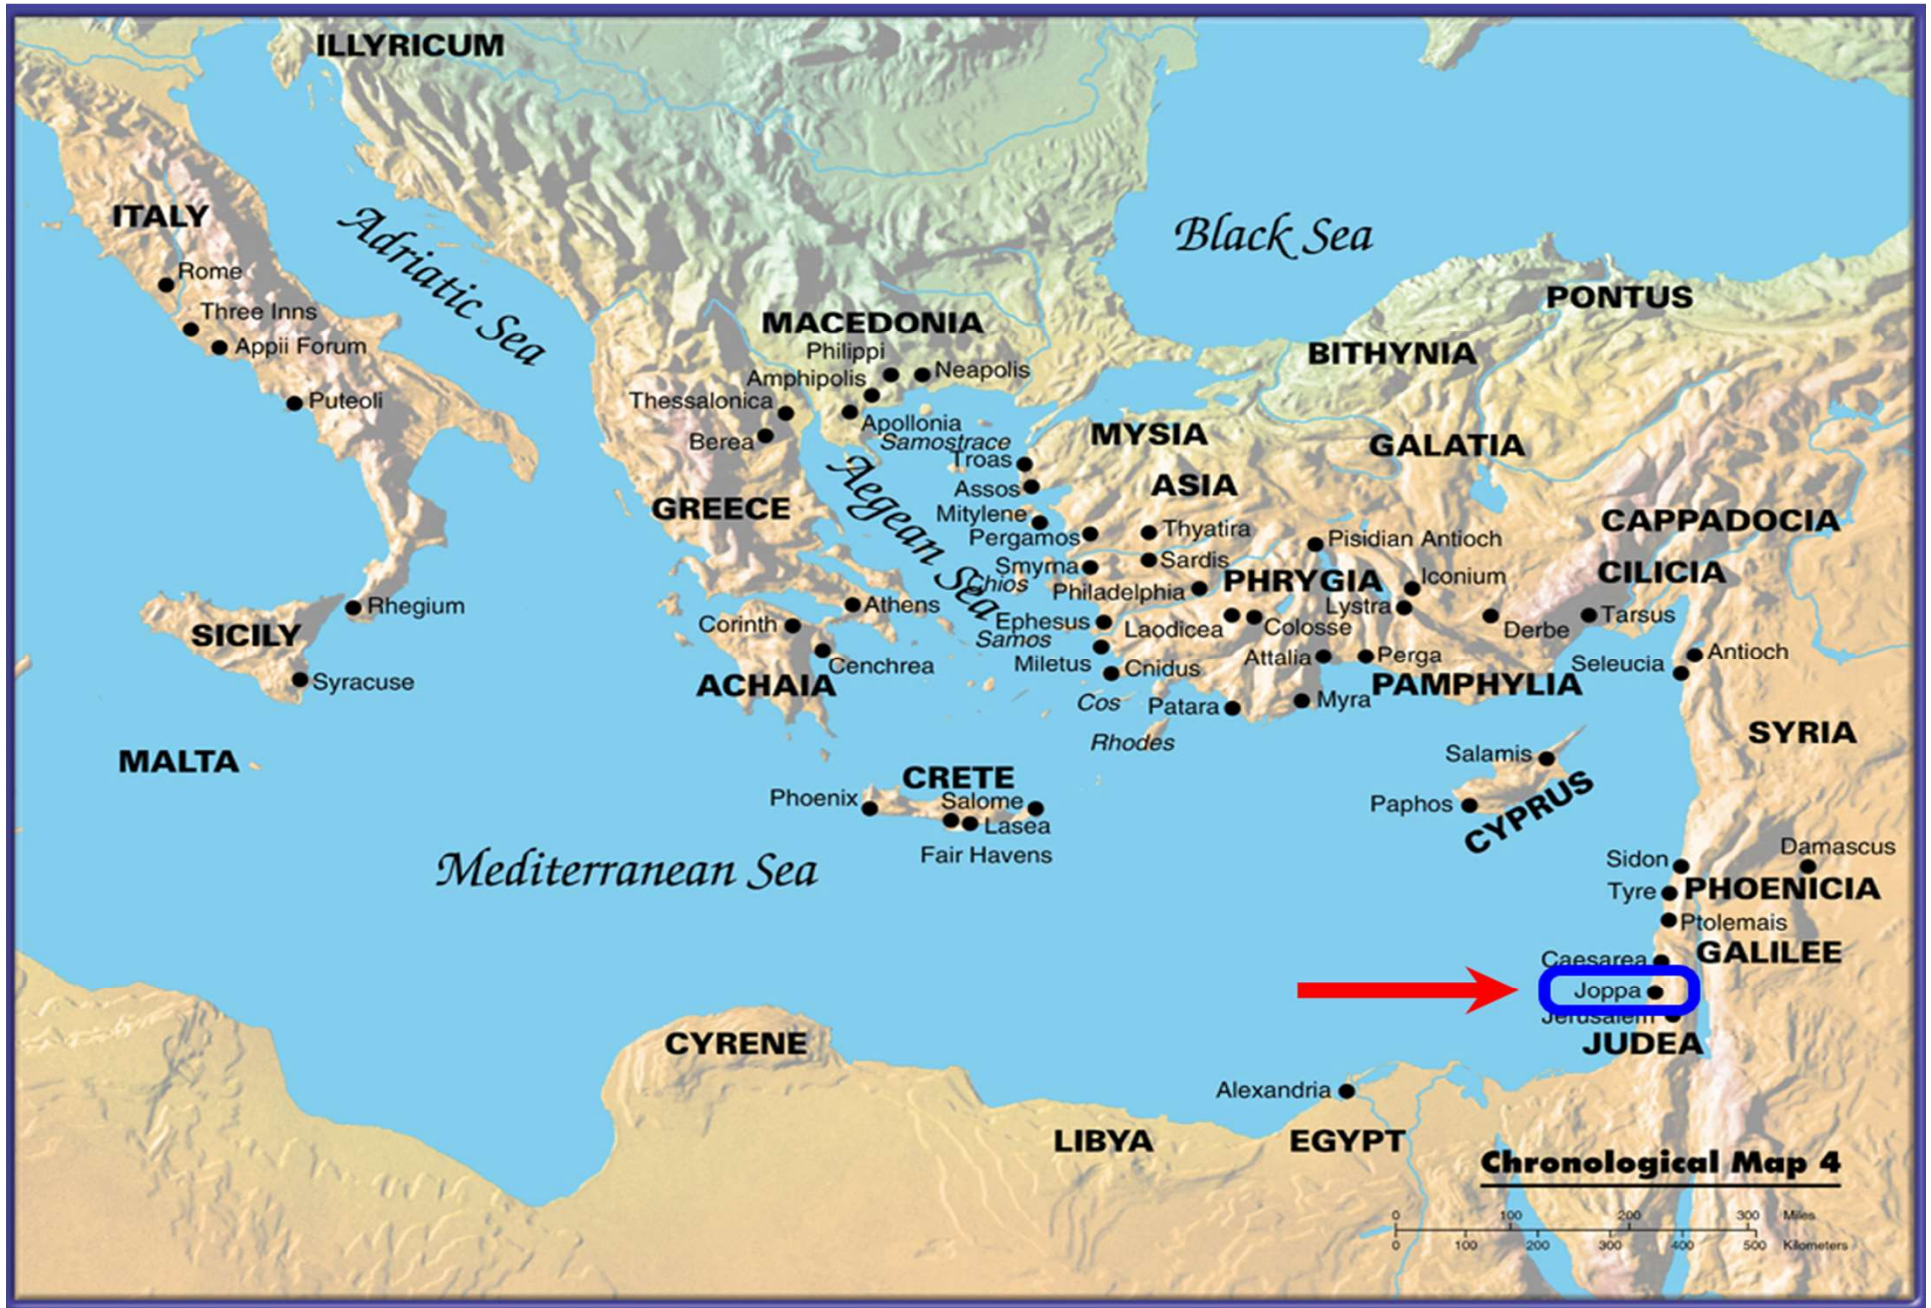 ILLYRICUM
ITALY
Adriatic Sea
Black Sea
Rome
Three Inns
Appii Forum
Puteoli
MACEDONIA
Philippi
Neapolis
Amphipolis
Thessalonica
Apollonia
Berea
Samostrace
PONTUS
BITHYNIA
MYSIA
GALATIA
Troas
ASIA
Assos
Aegean Sea
GREECE
Mitylene
Thyatira
Pergamos
Pisidian Antioch
CAPPADOCIA
Smyrna
Sardis
Chios
PHRYGIA
Iconium
CILICIA
Philadelphia
Rhegium
Athens
Lystra
Tarsus
SICILY
Corinth
Ephesus
Laodicea
Colosse
Derbe
Samos
Cenchrea
Miletus
Cnidus
Attalia
Perga
Seleucia
Antioch
Syracuse
ACHAIA
PAMPHYLIA
Cos
Patara
Myra
Rhodes
SYRIA
MALTA
Salamis
CRETE
Phoenix
Salome
Paphos
CYPRUS
Lasea
Fair Havens
Mediterranean Sea
Sidon
Damascus
Tyre
PHOENICIA
Ptolemais
Caesarea
GALILEE
Joppa
Jerusalem
JUDEA
CYRENE
Alexandria
LIBYA
EGYPT
Chronological Map 4
0 100 200 300 Miles
0 100 200 300 400 500 Kilometers